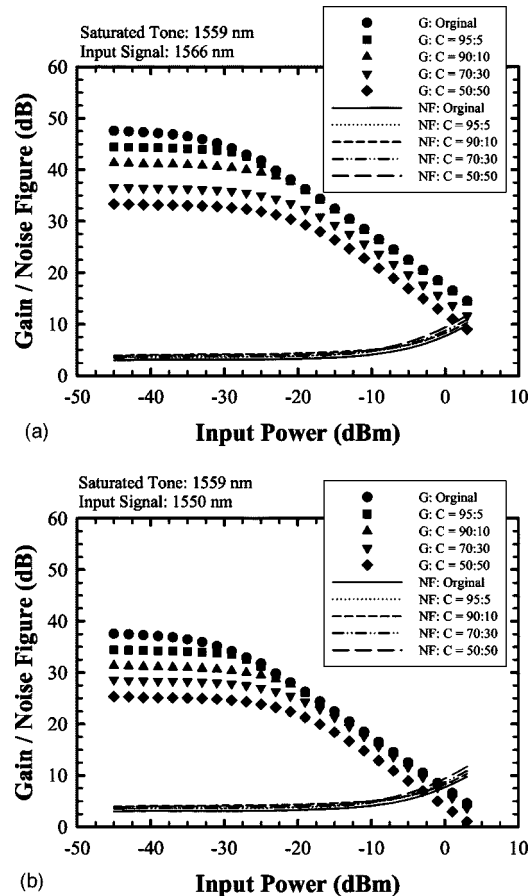 Saturated Tone: 1559 nm
Input Signal: 1566 nm
G: Orginal
G: C = 95:5
G: C = 90:10
G: C = 70:30
G: C = 50:50
NF: Orginal
NF: C = 95:5
NF: C = 90:10
NF: C = 70:30
NF: C = 50:50
Gain / Noise Figure (dB)
60
50
40
30
20
10
0
-50 -40 -30 -20 -10 0 10
Input Power (dBm)
(a)
Saturated Tone: 1559 nm
Input Signal: 1550 nm
G: Orginal
G: C = 95:5
G: C = 90:10
G: C = 70:30
G: C = 50:50
NF: Orginal
NF: C = 95:5
NF: C = 90:10
NF: C = 70:30
NF: C = 50:50
Gain / Noise Figure (dB)
60
50
40
30
20
10
0
-50 -40 -30 -20 -10 0 10
Input Power (dBm)
(b)